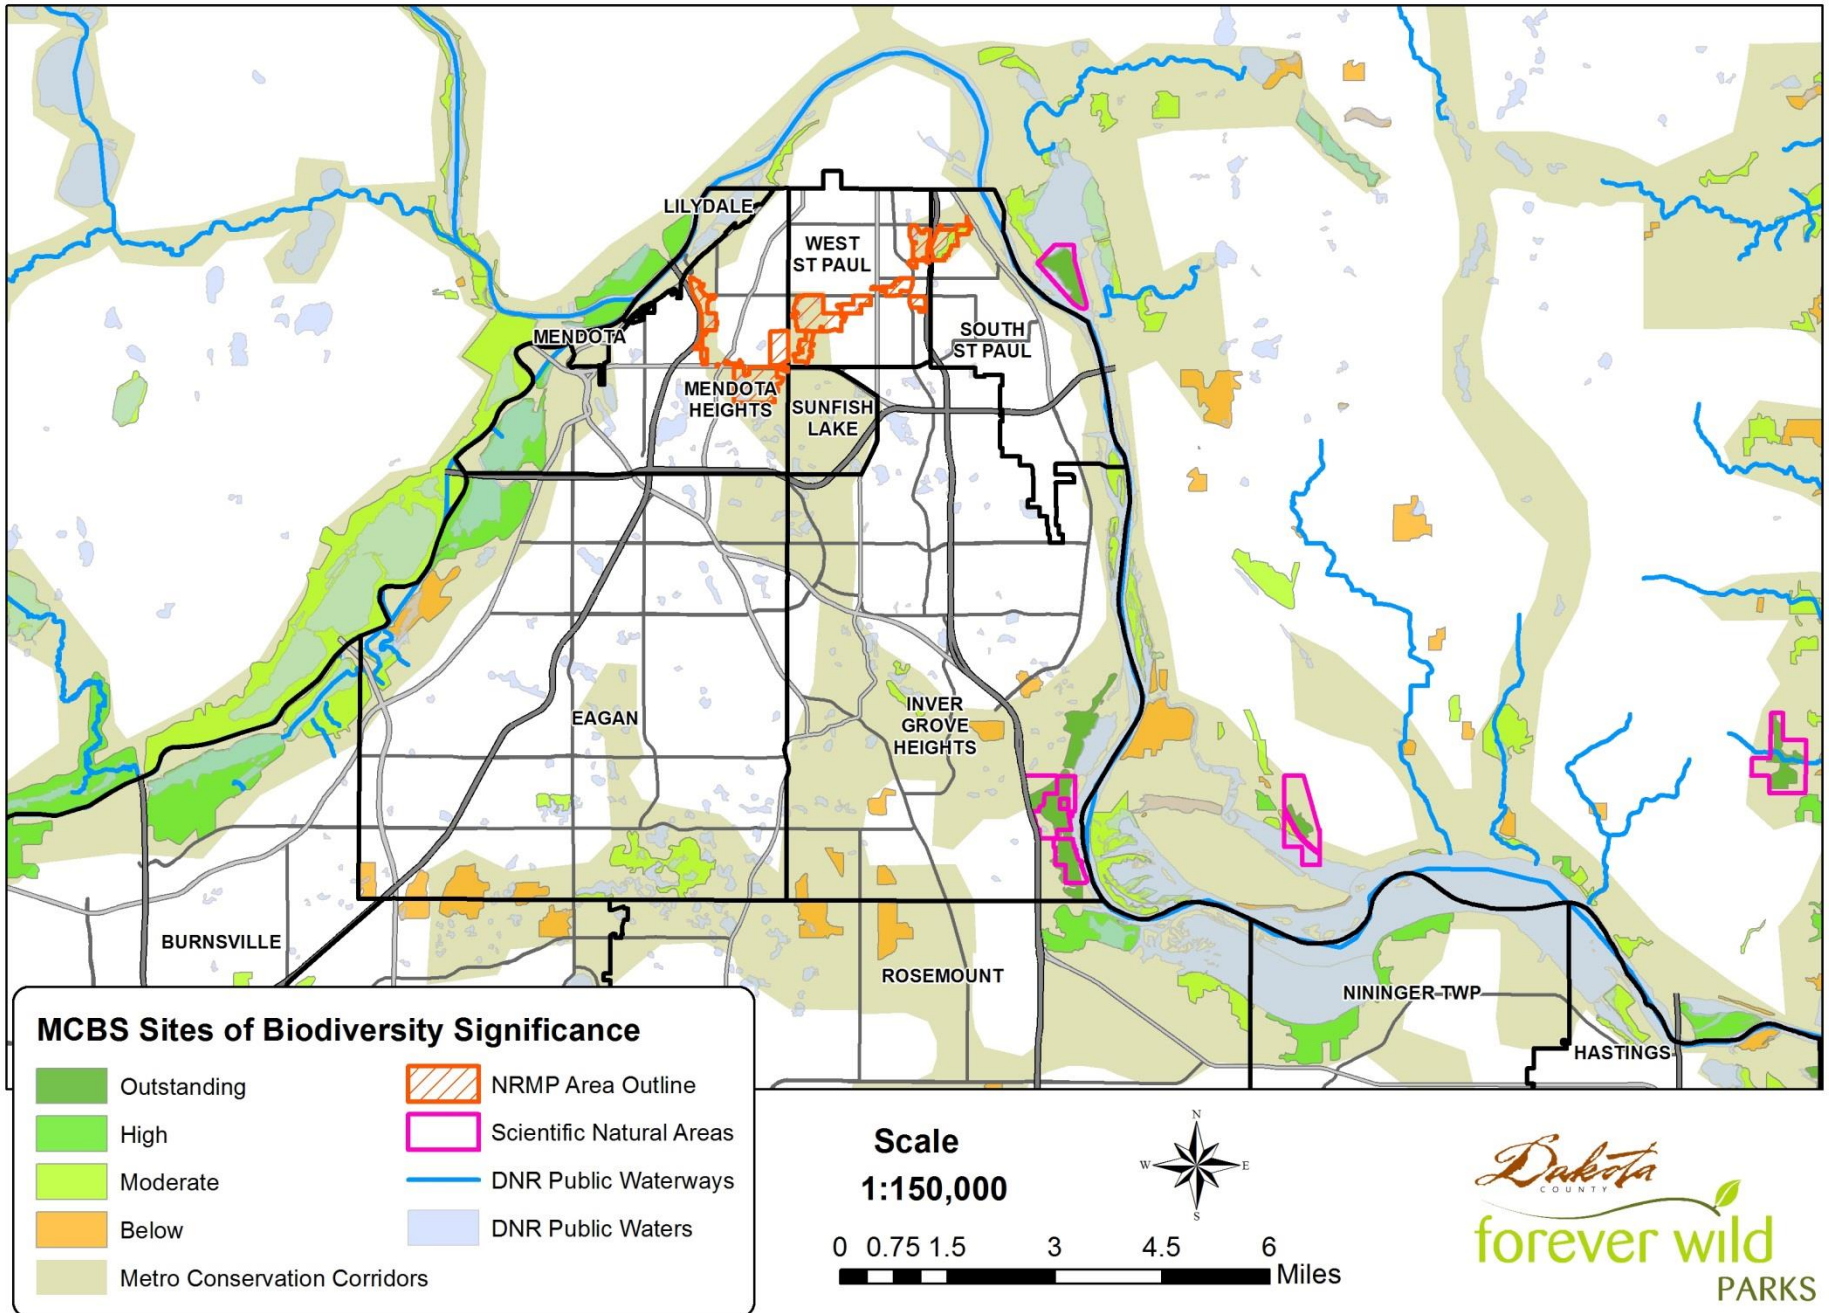 LILYDALE
WEST
ST PAUL
MENDOTA
SOUTH
ST PAUL
MENDOTA
HEIGHTS
SUNFISH
LAKE
EAGAN
INVER
GROVE
HEIGHTS
BURNSVILLE
ROSEMOUNT
NININGER TWP
HASTINGS
MCBS Sites of Biodiversity Significance
Outstanding
High
Moderate
Below
Metro Conservation Corridors
NRMP Area Outline
Scientific Natural Areas
DNR Public Waterways
DNR Public Waters
Scale
1:150,000
N
W E
S
0 0.75 1.5 3 4.5 6
Miles
Dakota
COUNTY
forever wild
PARKS